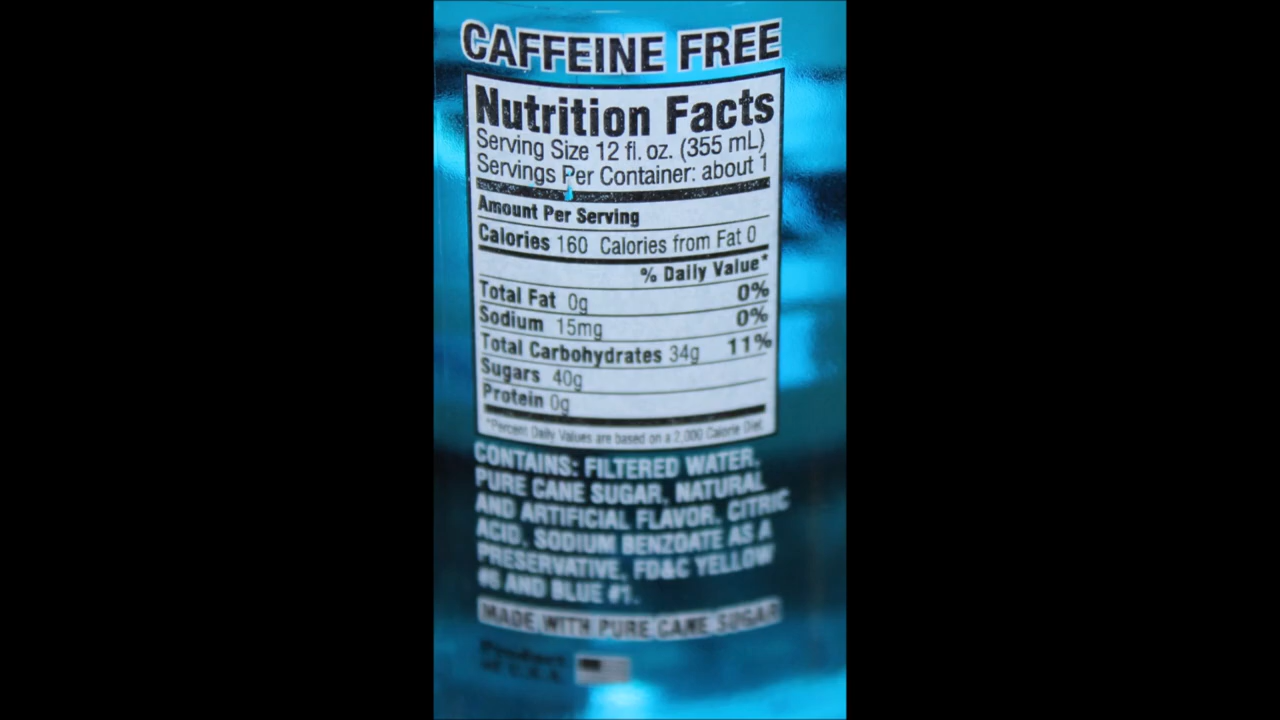 CAFFEINE FREE
Nutrition Facts
Serving Size 12 fl. oz. (355 mL)
Servings Per Container: about 1
Amount Per Serving
Calories 160 Calories from Fat 0
% Daily Value*
Total Fat 0g 0%
Sodium 15mg 0%
Total Carbohydrates 34g 11%
Sugars 40g
Protein 0g
*Percent Daily Values are based on a 2,000 Calorie Diet.
CONTAINS: FILTERED WATER,
PURE CANE SUGAR, NATURAL
AND ARTIFICIAL FLAVOR, CITRIC
ACID, SODIUM BENZOATE AS A
PRESERVATIVE, FD&C YELLOW
AND BLUE #1.
MADE WITH PURE CANE SUGAR
Product
of U.S.A.